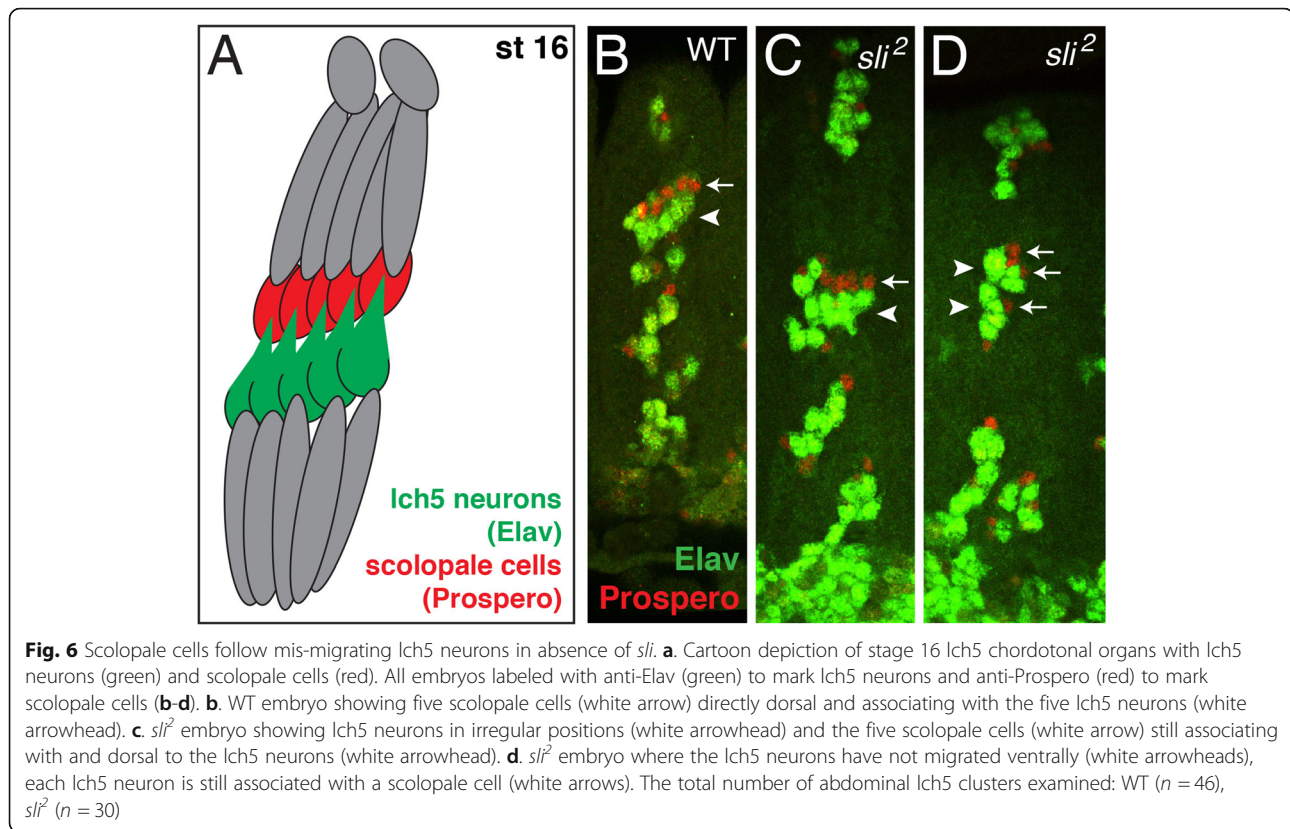 A
st 16
lch5 neurons
(Elav)
scolopale cells
(Prospero)
B
WT
Elav
Prospero
C
sli²
D
sli²
Fig. 6 Scolopale cells follow mis-migrating lch5 neurons in absence of sli. a. Cartoon depiction of stage 16 lch5 chordotonal organs with lch5
neurons (green) and scolopale cells (red). All embryos labeled with anti-Elav (green) to mark lch5 neurons and anti-Prospero (red) to mark
scolopale cells (b-d). b. WT embryo showing five scolopale cells (white arrow) directly dorsal and associating with the five lch5 neurons (white
arrowhead). c. sli² embryo showing lch5 neurons in irregular positions (white arrowhead) and the five scolopale cells (white arrow) still associating
with and dorsal to the lch5 neurons (white arrowhead). d. sli² embryo where the lch5 neurons have not migrated ventrally (white arrowheads),
each lch5 neuron is still associated with a scolopale cell (white arrows). The total number of abdominal lch5 clusters examined: WT (n = 46),
sli² (n = 30)